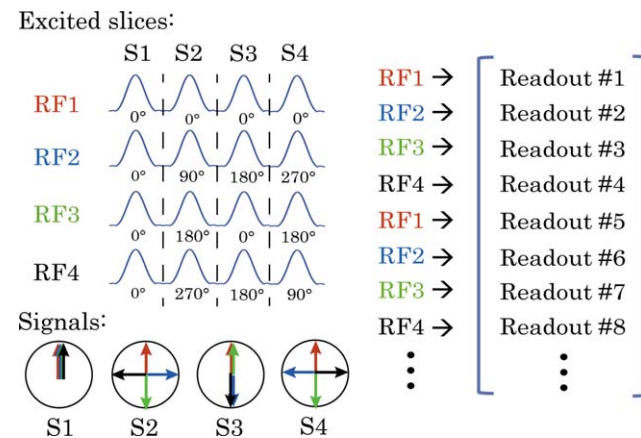 Excited slices:
S1 S2 S3 S4
RF1
0° 0° 0° 0°
RF2
0° 90° 180° 270°
RF3
0° 180° 0° 180°
RF4
0° 270° 180° 90°
Signals:
S1 S2 S3 S4
RF1 → Readout #1
RF2 → Readout #2
RF3 → Readout #3
RF4 → Readout #4
RF1 → Readout #5
RF2 → Readout #6
RF3 → Readout #7
RF4 → Readout #8